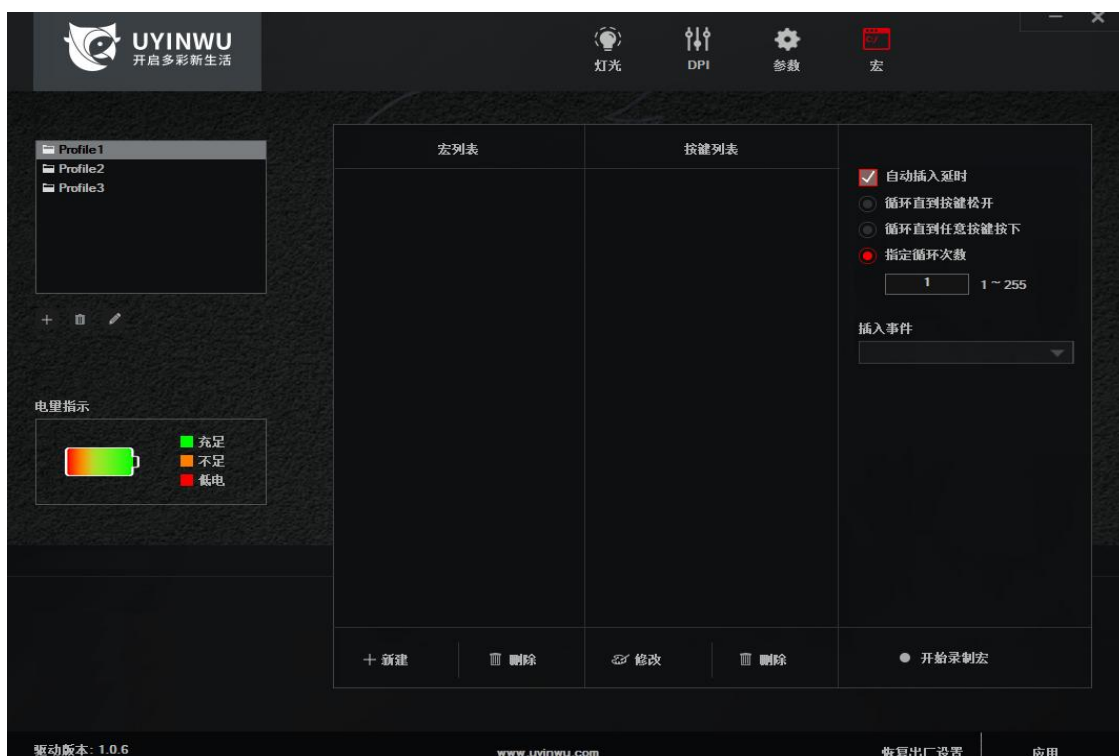 UYINWU
开启多彩新生活
灯光
DPI
参数
宏
Profile1
Profile2
Profile3
电量指示
充足
不足
低电
宏列表
按键列表
自动插入延时
循环直到按键松开
循环直到任意按键按下
指定循环次数
1
1 ~ 255
插入事件
新建
删除
修改
删除
开始录制宏
驱动版本: 1.0.6
www.uyinwu.com
恢复出厂设置
应用